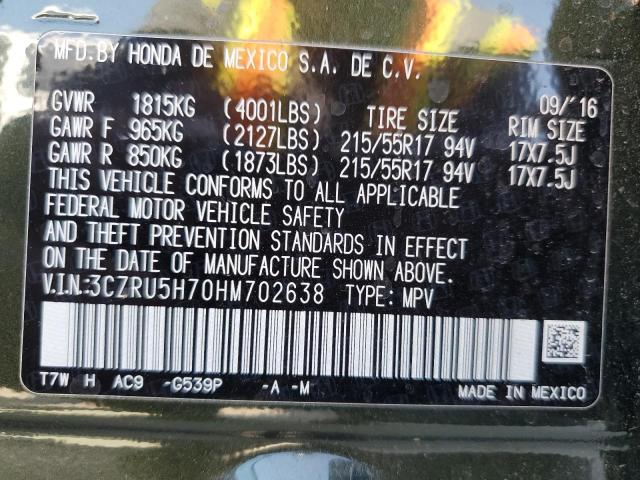 MFD. BY HONDA DE MEXICO S.A. DE C.V.
09/'16
GVWR 1815KG (4001LBS) TIRE SIZE RIM SIZE
GAWR F 965KG (2127LBS) 215/55R17 94V 17X7.5J
GAWR R 850KG (1873LBS) 215/55R17 94V 17X7.5J
THIS VEHICLE CONFORMS TO ALL APPLICABLE
FEDERAL MOTOR VEHICLE SAFETY
AND THEFT PREVENTION STANDARDS IN EFFECT
ON THE DATE OF MANUFACTURE SHOWN ABOVE.
V.I.N.:3CZRU5H70HM702638 TYPE: MPV
T7W H AC9 -G539P -A -M
MADE IN MEXICO